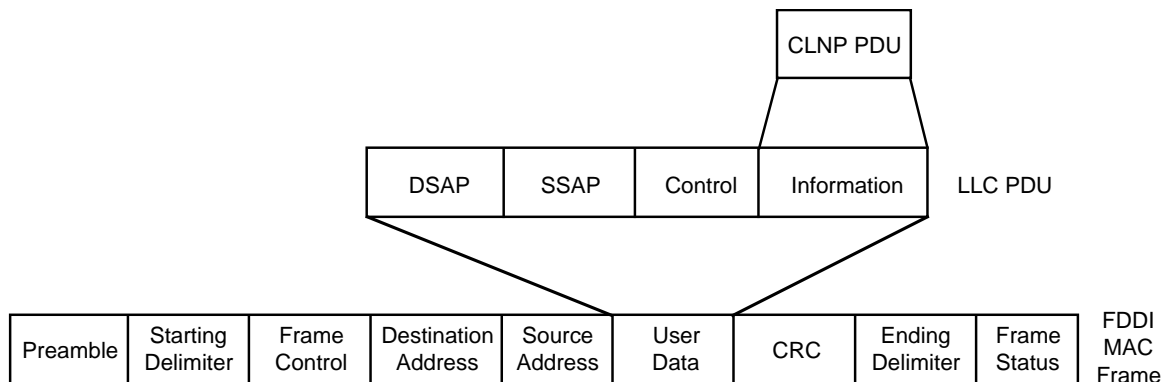 CLNP PDU
DSAP SSAP Control Information LLC PDU
Preamble
Starting
Delimiter
Frame
Control
Destination
Address
Source
Address
User
Data
CRC
Ending
Delimiter
Frame
Status
FDDI
MAC
Frame